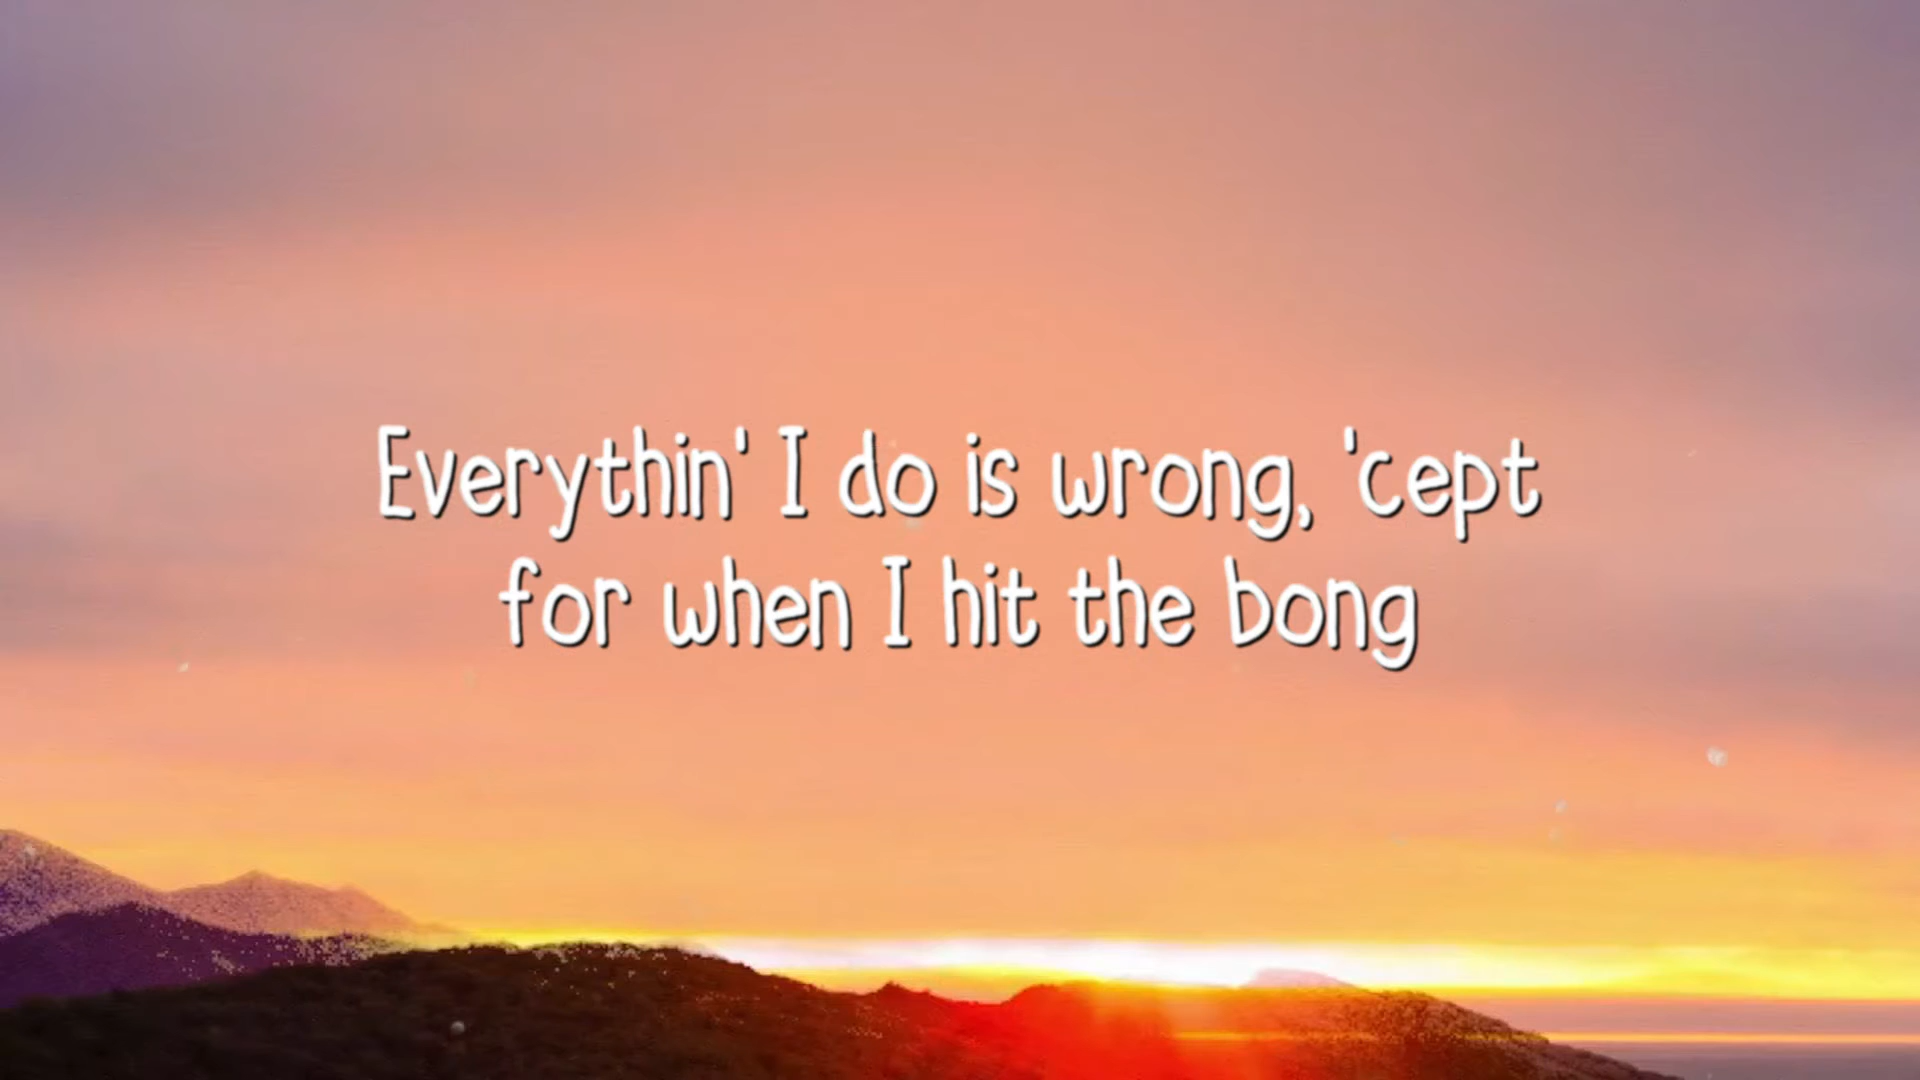 Everythin' I do is wrong, 'cept
for when I hit the bong